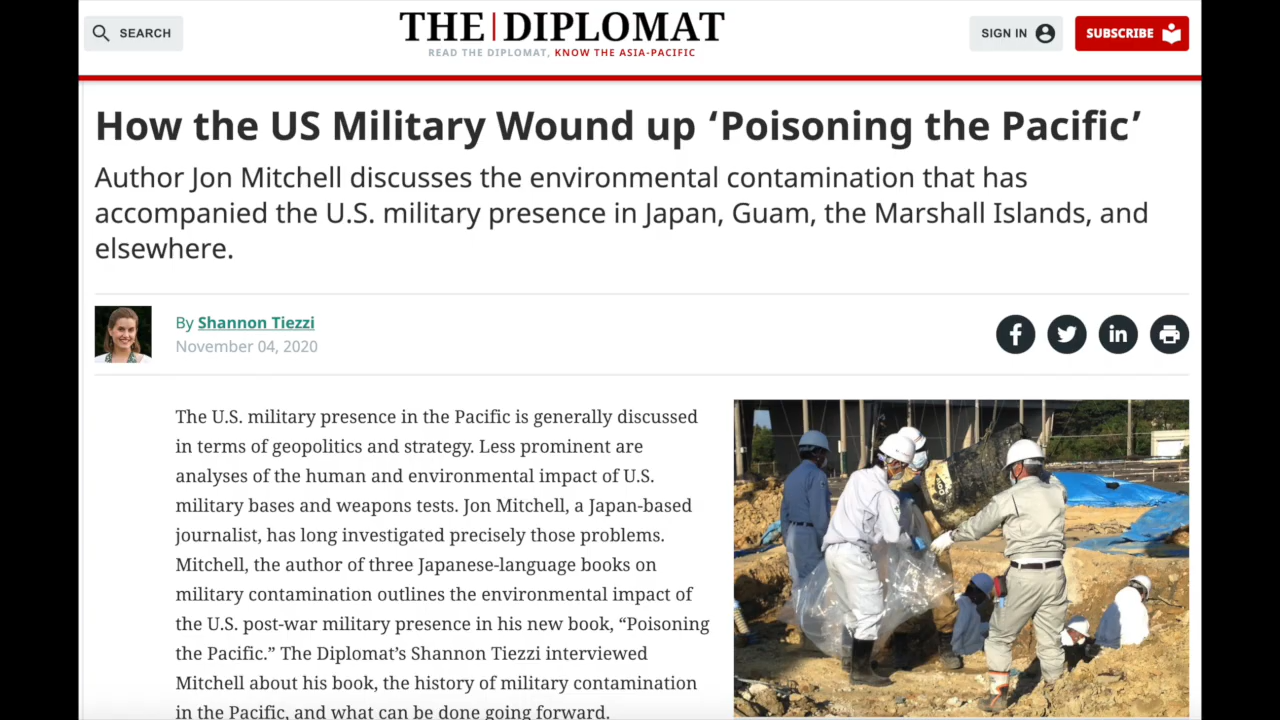 SEARCH
THE|DIPLOMAT
READ THE DIPLOMAT, KNOW THE ASIA-PACIFIC
SIGN IN
SUBSCRIBE
How the US Military Wound up ‘Poisoning the Pacific’
Author Jon Mitchell discusses the environmental contamination that has
accompanied the U.S. military presence in Japan, Guam, the Marshall Islands, and
elsewhere.
By Shannon Tiezzi
November 04, 2020
The U.S. military presence in the Pacific is generally discussed
in terms of geopolitics and strategy. Less prominent are
analyses of the human and environmental impact of U.S.
military bases and weapons tests. Jon Mitchell, a Japan-based
journalist, has long investigated precisely those problems.
Mitchell, the author of three Japanese-language books on
military contamination outlines the environmental impact of
the U.S. post-war military presence in his new book, “Poisoning
the Pacific.” The Diplomat’s Shannon Tiezzi interviewed
Mitchell about his book, the history of military contamination
in the Pacific, and what can be done going forward.